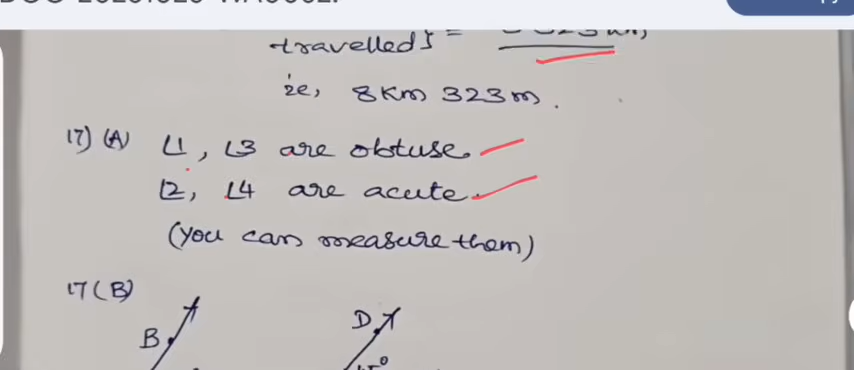 travelled} =
ie, 8Km 323m.
17) (A) ∠1, ∠3 are obtuse.
∠2, ∠4 are acute.
(you can measure them)
17(B)
B D